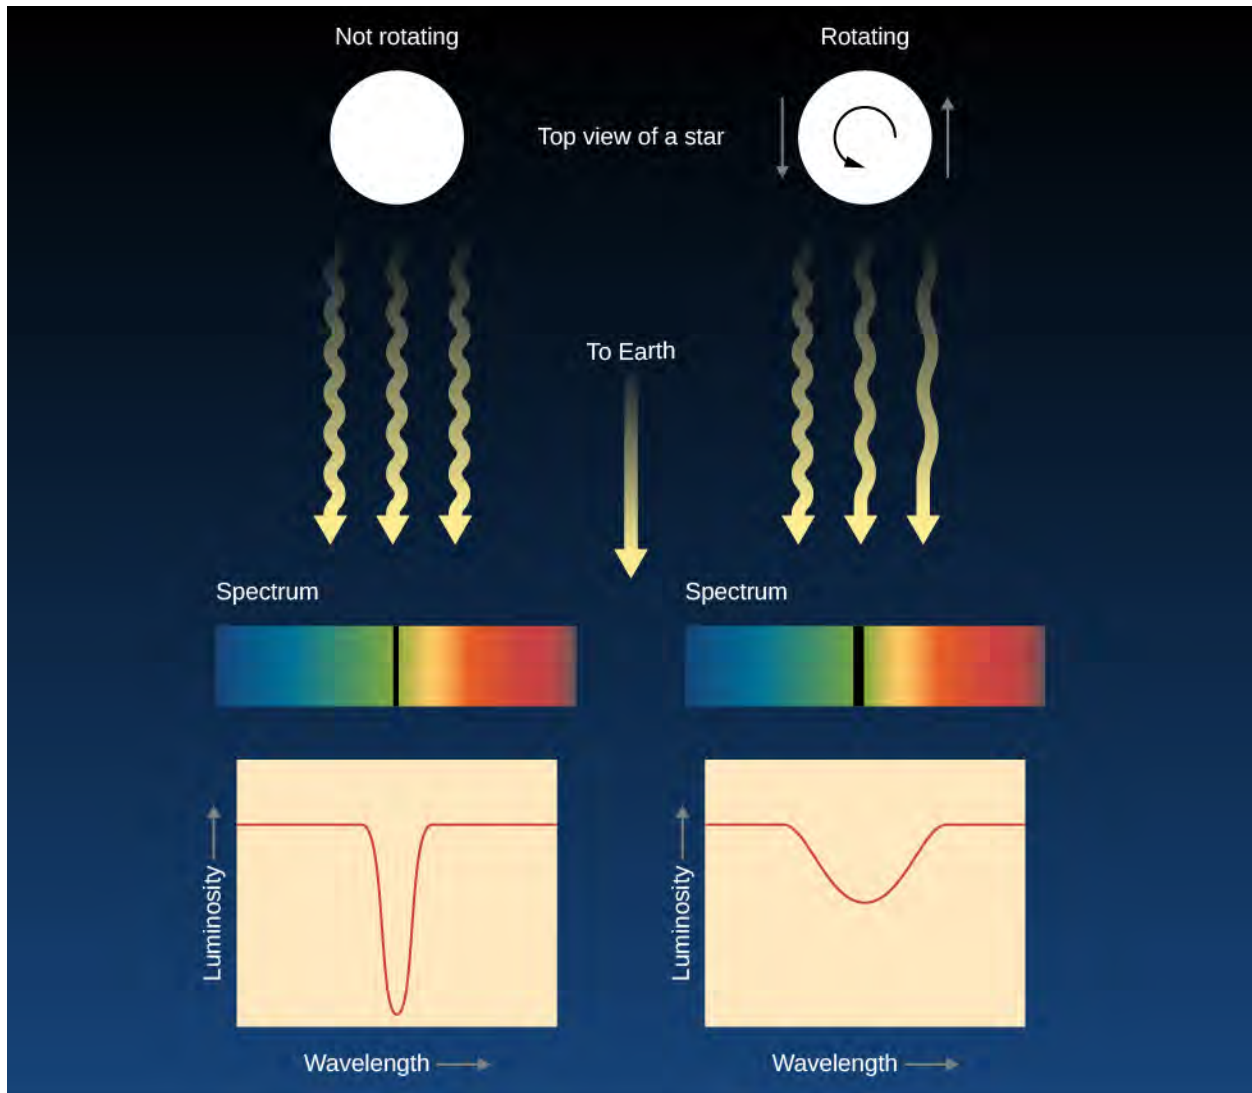 Not rotating
Rotating
Top view of a star
To Earth
Spectrum
Spectrum
Luminosity
Luminosity
Wavelength
Wavelength